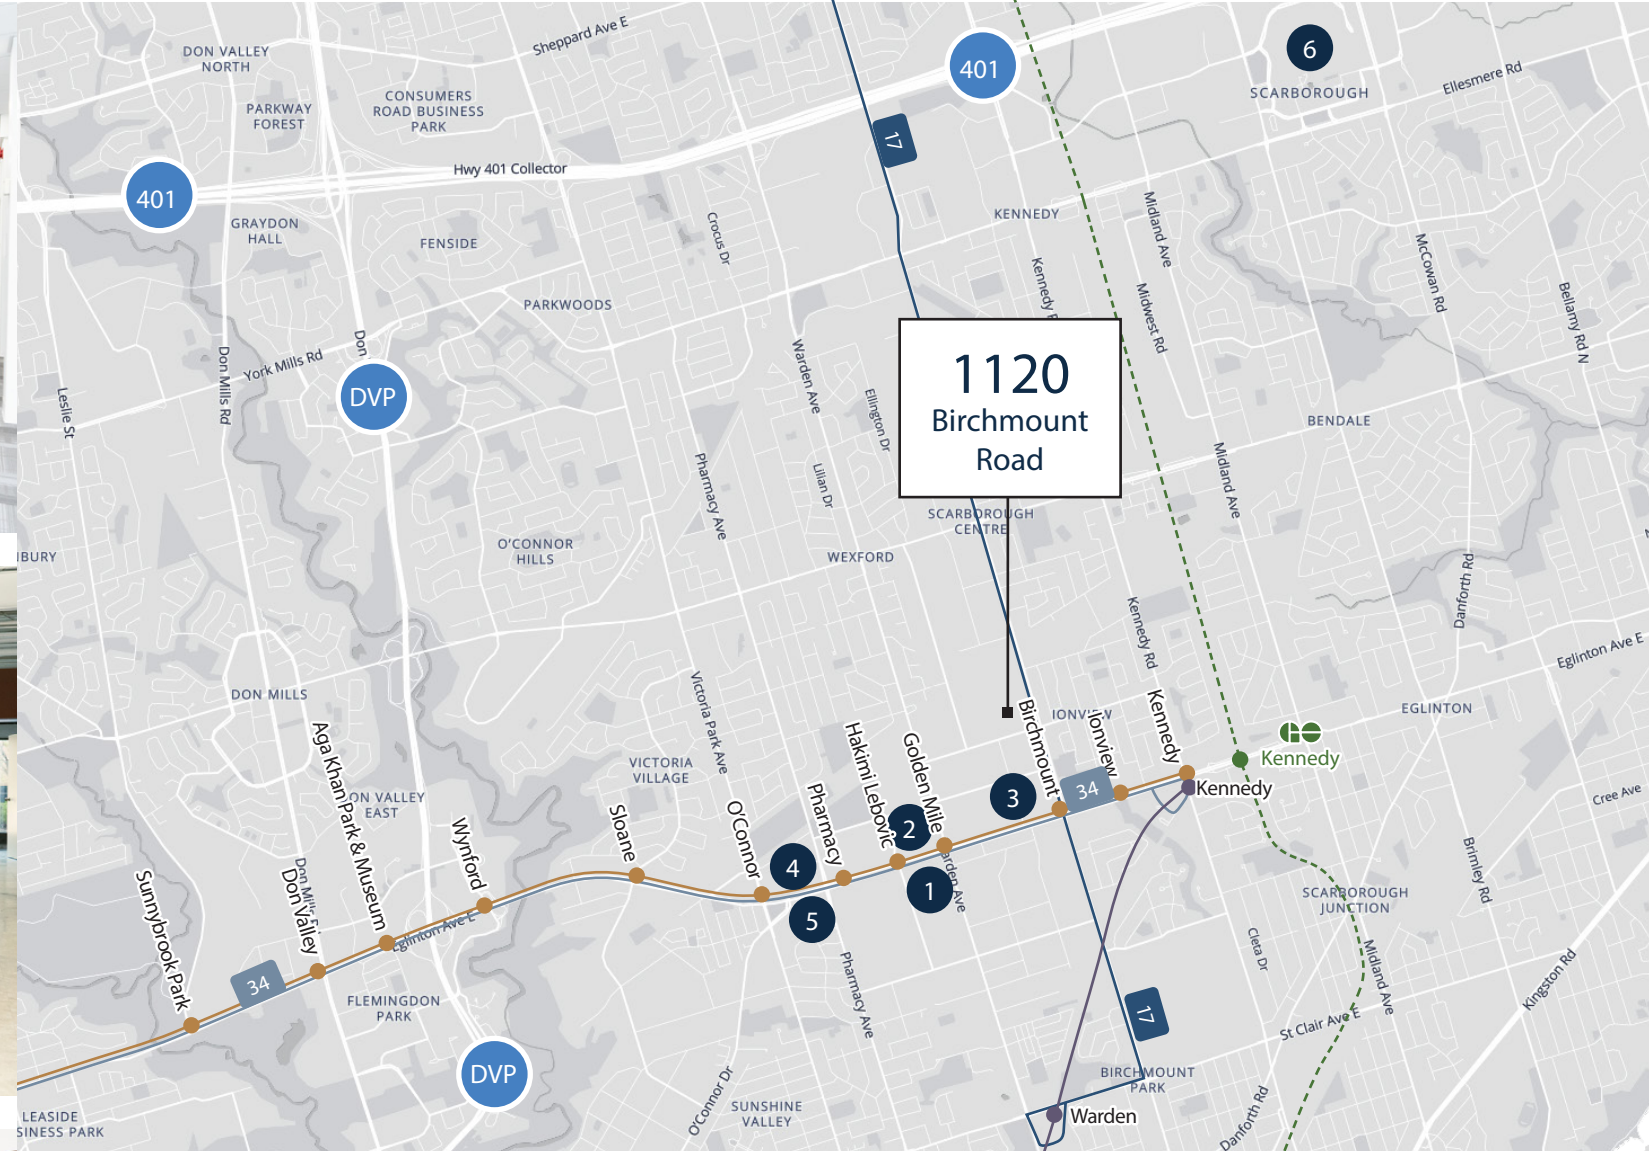 Sheppard Ave E
DON VALLEY
NORTH
401
6
SCARBOROUGH
Ellesmere Rd
CONSUMERS
ROAD BUSINESS
PARK
PARKWAY
FOREST
17
Hwy 401 Collector
401
GRAYDON
HALL
FENSIDE
Crocus Dr
KENNEDY
Midland Ave
McCowan Rd
Kennedy
Midwest Rd
Bellamy Rd N
PARKWOODS
Don
York Mills Rd
Don Mills Rd
Leslie St
DVP
Warden Ave
Ellington Dr
1120
Birchmount
Road
BENDALE
Pharmacy Ave
Lilian Dr
Midland Ave
SCARBOROUGH
CENTRE
O'CONNOR
HILLS
WEXFORD
Danforth Rd
Kennedy Rd
Eglinton Ave E
DON MILLS
Victoria Park Ave
IONVIEW
EGLINTON
Birchmount
Ionview
Kennedy
Kennedy
Kennedy
VICTORIA
VILLAGE
Hakimi Lebovic
Golden Mile
Pharmacy
O'Connor
Sloane
Wynford
Aga Khan Park & Museum
ON VALLEY
EAST
Don Valley
Sunnybrook Park
34
3
2
4
1
5
Cree Ave
Brimley Rd
SCARBOROUGH
JUNCTION
Eglinton Ave E
Cleta Dr
Midland Ave
Kingston Rd
Pharmacy Ave
34
FLEMINGDON
PARK
17
St Clair Ave E
DVP
BIRCHMOUNT
PARK
Warden
O'Connor Dr
SUNSHINE
VALLEY
Danforth Rd
LEASIDE
SINESS PARK